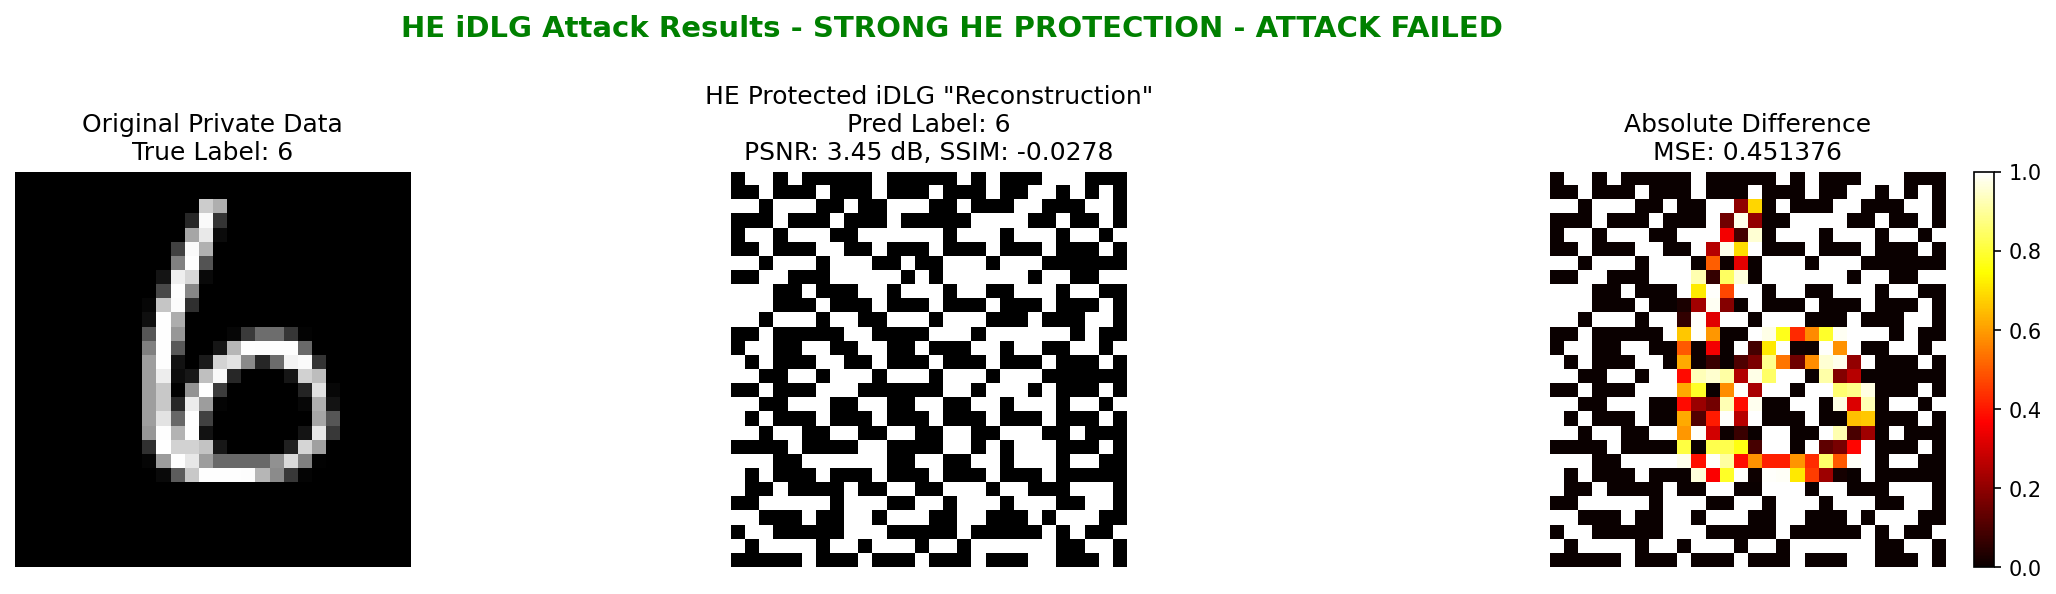 HE iDLG Attack Results - STRONG HE PROTECTION - ATTACK FAILED
Original Private Data
True Label: 6
HE Protected iDLG "Reconstruction"
Pred Label: 6
PSNR: 3.45 dB, SSIM: -0.0278
Absolute Difference
MSE: 0.451376
1.0
0.8
0.6
0.4
0.2
0.0
6